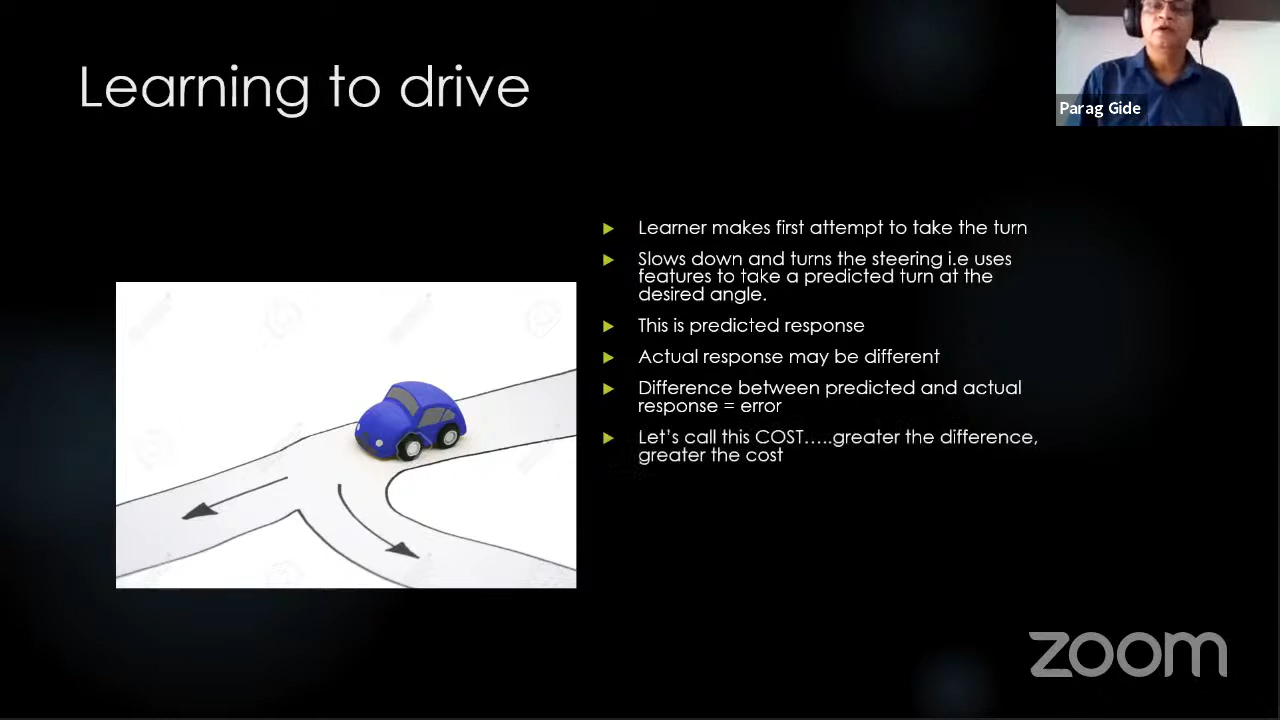 Learning to drive
Parag Gide
Learner makes first attempt to take the turn
Slows down and turns the steering i.e uses
features to take a predicted turn at the
desired angle.
This is predicted response
Actual response may be different
Difference between predicted and actual
response = error
Let's call this COST.....greater the difference,
greater the cost
zoom